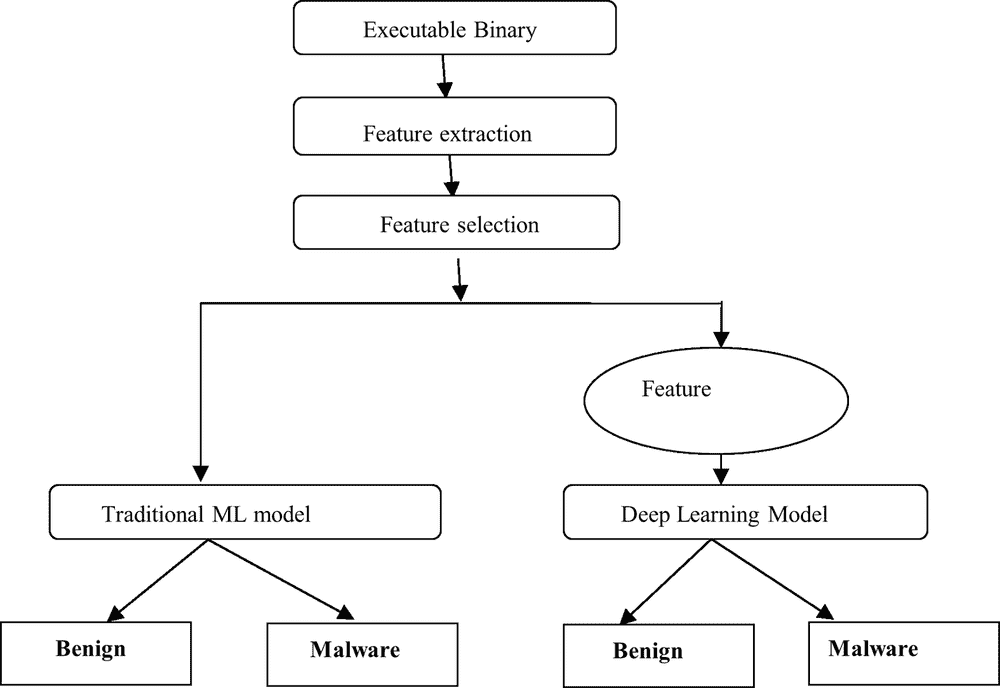 Executable Binary
Feature extraction
Feature selection
Feature
Traditional ML model
Deep Learning Model
Benign
Malware
Benign
Malware